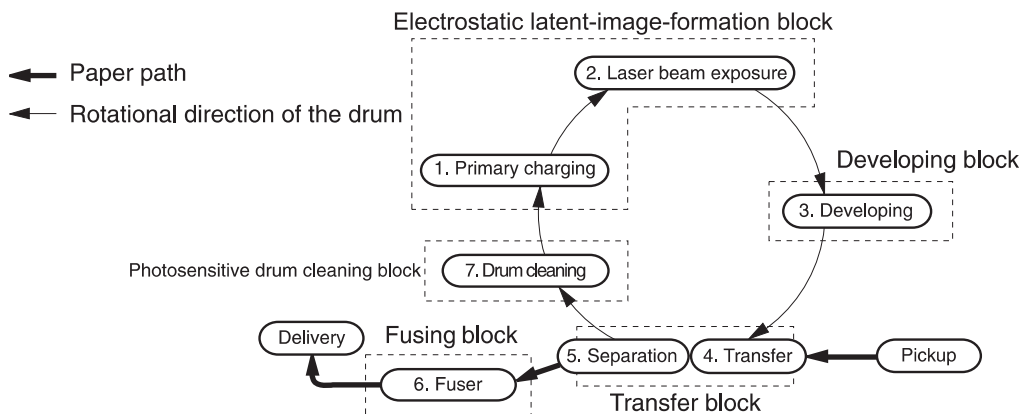 Electrostatic latent-image-formation block
Paper path
2. Laser beam exposure
Rotational direction of the drum
1. Primary charging
Developing block
3. Developing
Photosensitive drum cleaning block
7. Drum cleaning
Delivery
Fusing block
5. Separation
4. Transfer
Pickup
6. Fuser
Transfer block